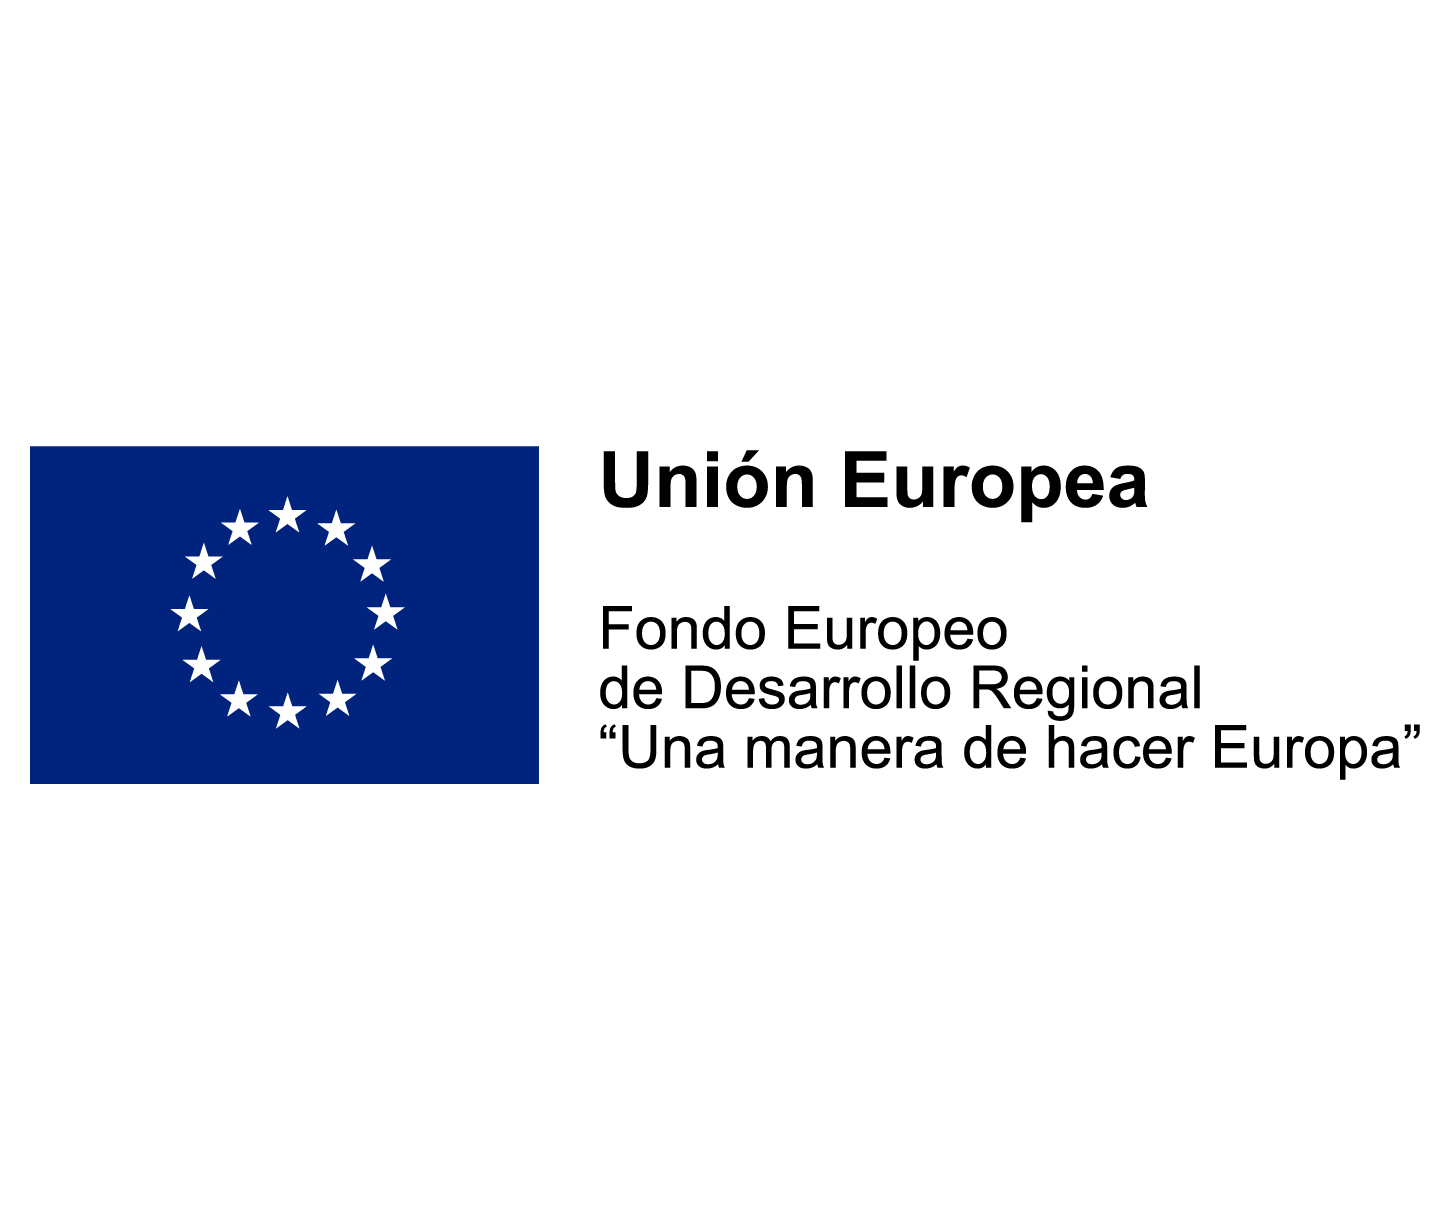 Unión Europea
Fondo Europeo
de Desarrollo Regional
“Una manera de hacer Europa”